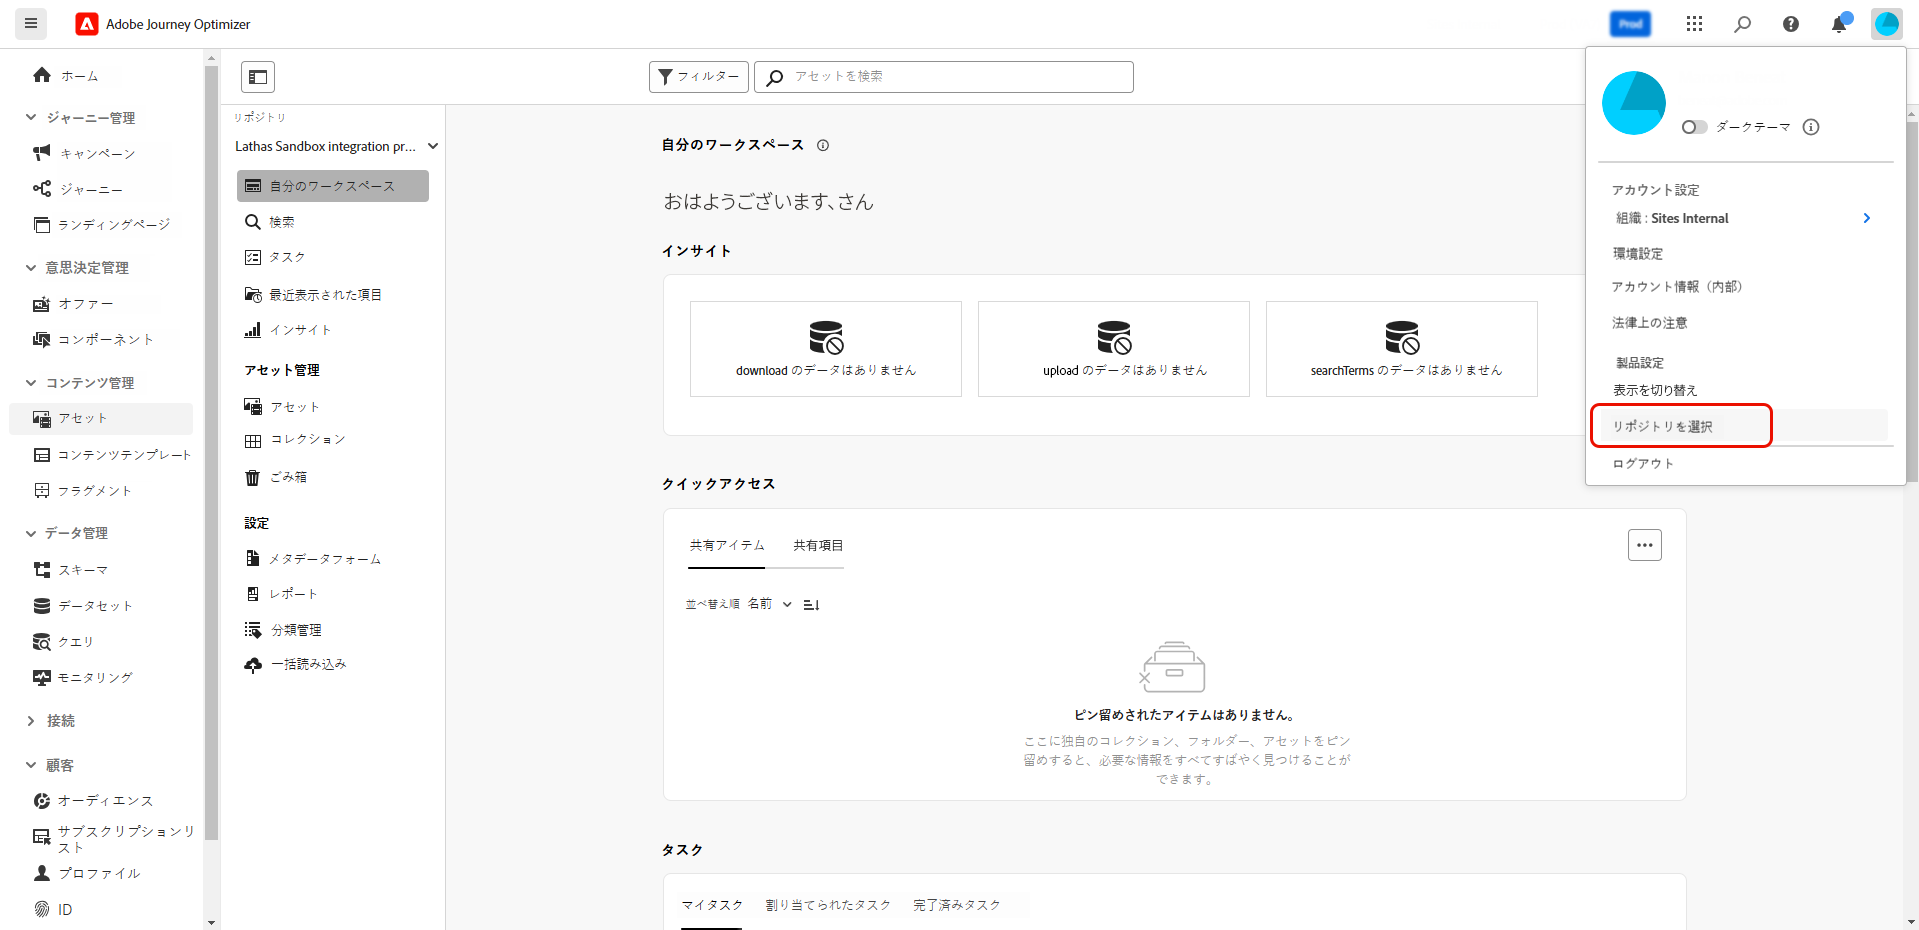 Adobe Journey Optimizer
Prod
ホーム
ジャーニー管理
キャンペーン
ジャーニー
ランディングページ
意思決定管理
オファー
コンポーネント
コンテンツ管理
アセット
コンテンツテンプレート
フラグメント
データ管理
スキーマ
データセット
クエリ
モニタリング
接続
顧客
オーディエンス
サブスクリプションリ
スト
プロファイル
ID
リポジトリ
Lathas Sandbox integration pr...
自分のワークスペース
検索
タスク
最近表示された項目
インサイト
アセット管理
アセット
コレクション
ごみ箱
設定
メタデータフォーム
レポート
分類管理
一括読み込み
フィルター
アセットを検索
自分のワークスペース
おはようございます、さん
インサイト
download のデータはありません
upload のデータはありません
searchTerms のデータはありません
クイックアクセス
共有アイテム 共有項目
並べ替え順 名前
ピン留めされたアイテムはありません。
ここに独自のコレクション、フォルダー、アセットをピン
留めすると、必要な情報をすべてすばやく見つけることが
できます。
タスク
マイタスク 割り当てられたタスク 完了済みタスク
ダークテーマ
アカウント設定
組織 : Sites Internal
環境設定
アカウント情報（内部）
法律上の注意
製品設定
表示を切り替え
リポジトリを選択
ログアウト